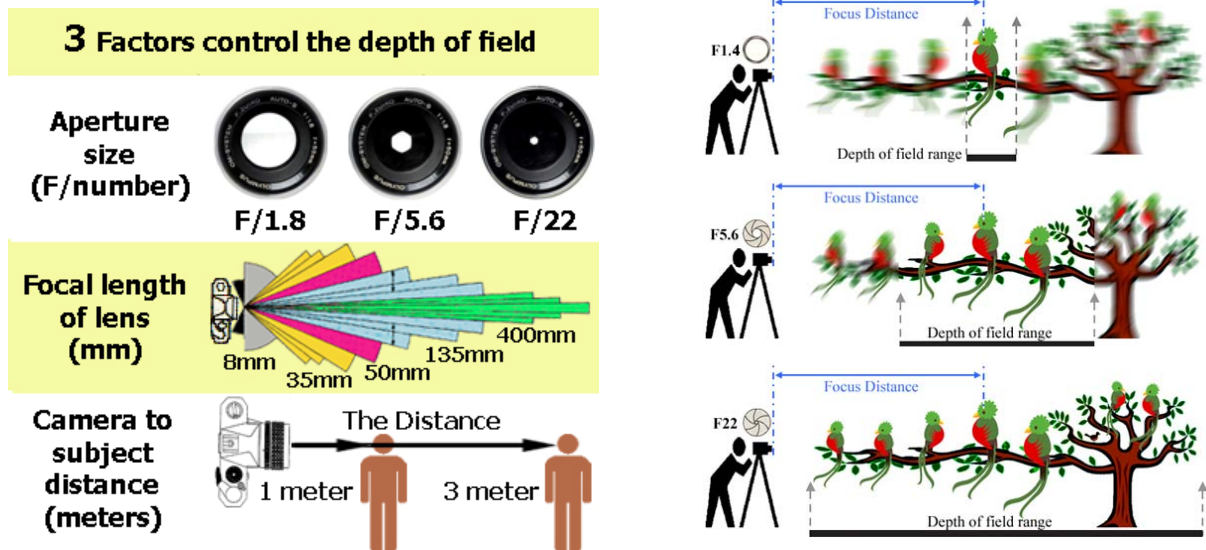 3 Factors control the depth of field
Aperture
size
(F/number)
F/1.8
F/5.6
F/22
Focal length
of lens
(mm)
8mm
35mm
50mm
135mm
400mm
Camera to
subject
distance
(meters)
The Distance
1 meter
3 meter
Focus Distance
F1.4
Depth of field range
Focus Distance
F5.6
Depth of field range
Focus Distance
F22
Depth of field range